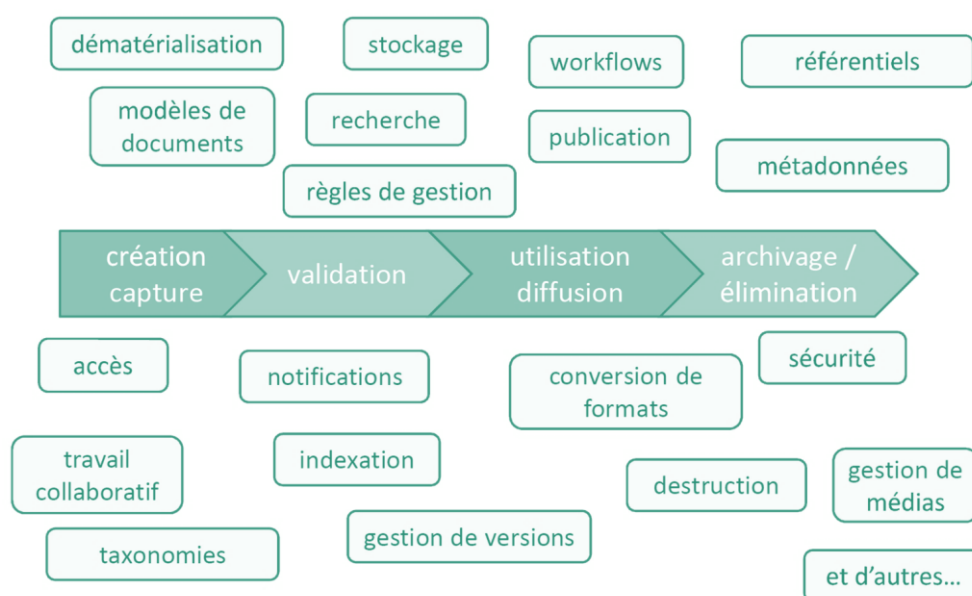 dématérialisation
stockage
workflows
référentiels
modèles de
documents
recherche
publication
métadonnées
règles de gestion
création
capture
validation
utilisation
diffusion
archivage /
élimination
accès
notifications
conversion de
formats
sécurité
travail
collaboratif
indexation
destruction
gestion de
médias
taxonomies
gestion de versions
et d’autres...